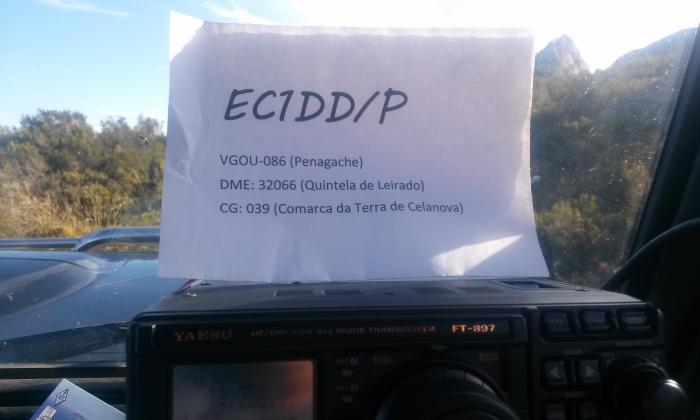 EC1DD/P
VGOU-086 (Penagache)
DME: 32066 (Quintela de Leirado)
CG: 039 (Comarca da Terra de Celanova)
YAESU HF/VHF/UHF ALL MODE TRANSCEIVER FT-897